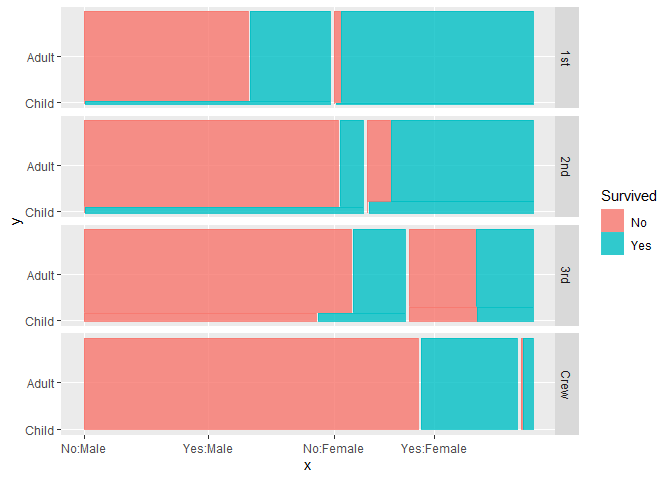 Adult
Child
1st
Adult
Child
2nd
Adult
Child
3rd
Adult
Child
Crew
y
No:Male Yes:Male No:Female Yes:Female
x
Survived
No
Yes